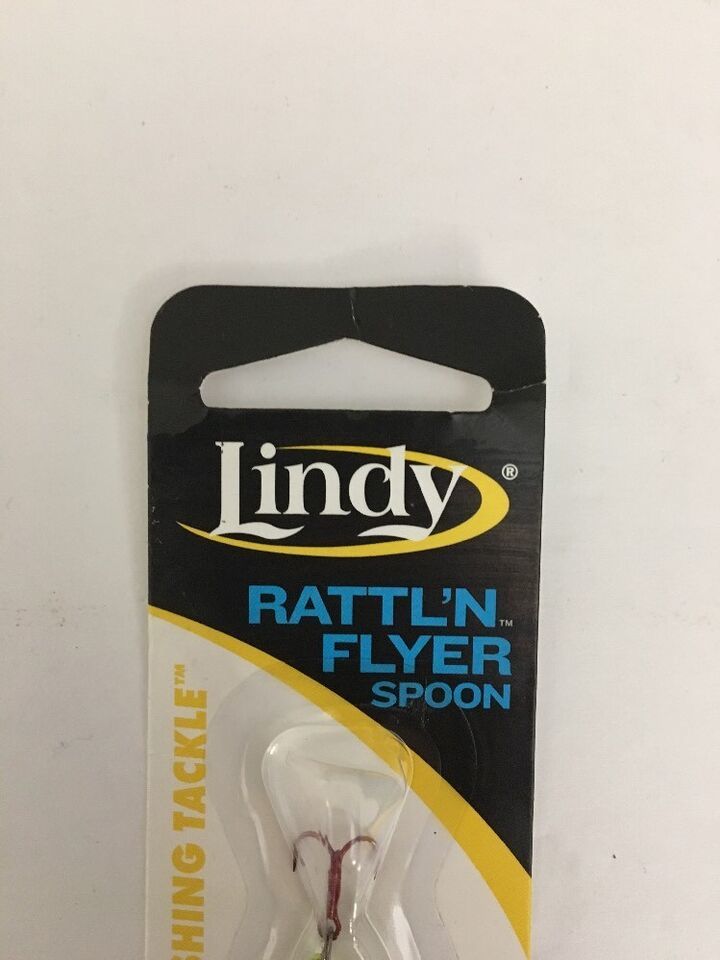 Lindy®
RATTL'N™
FLYER
SPOON
SHING TACKLE™